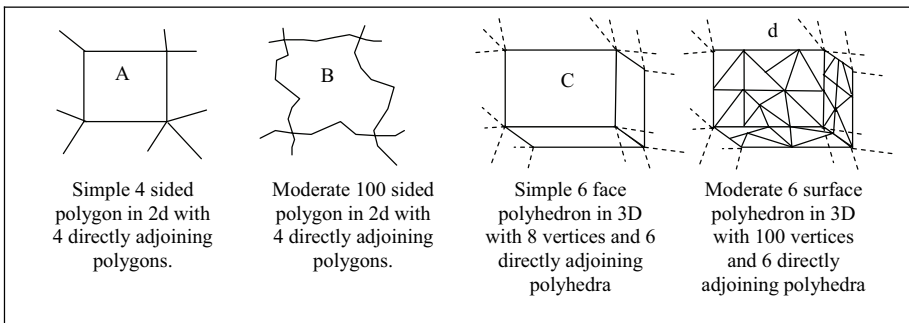 A
B
C
d
Simple 4 sided
polygon in 2d with
4 directly adjoining
polygons.
Moderate 100 sided
polygon in 2d with
4 directly adjoining
polygons.
Simple 6 face
polyhedron in 3D
with 8 vertices and 6
directly adjoining
polyhedra
Moderate 6 surface
polyhedron in 3D
with 100 vertices
and 6 directly
adjoining polyhedra